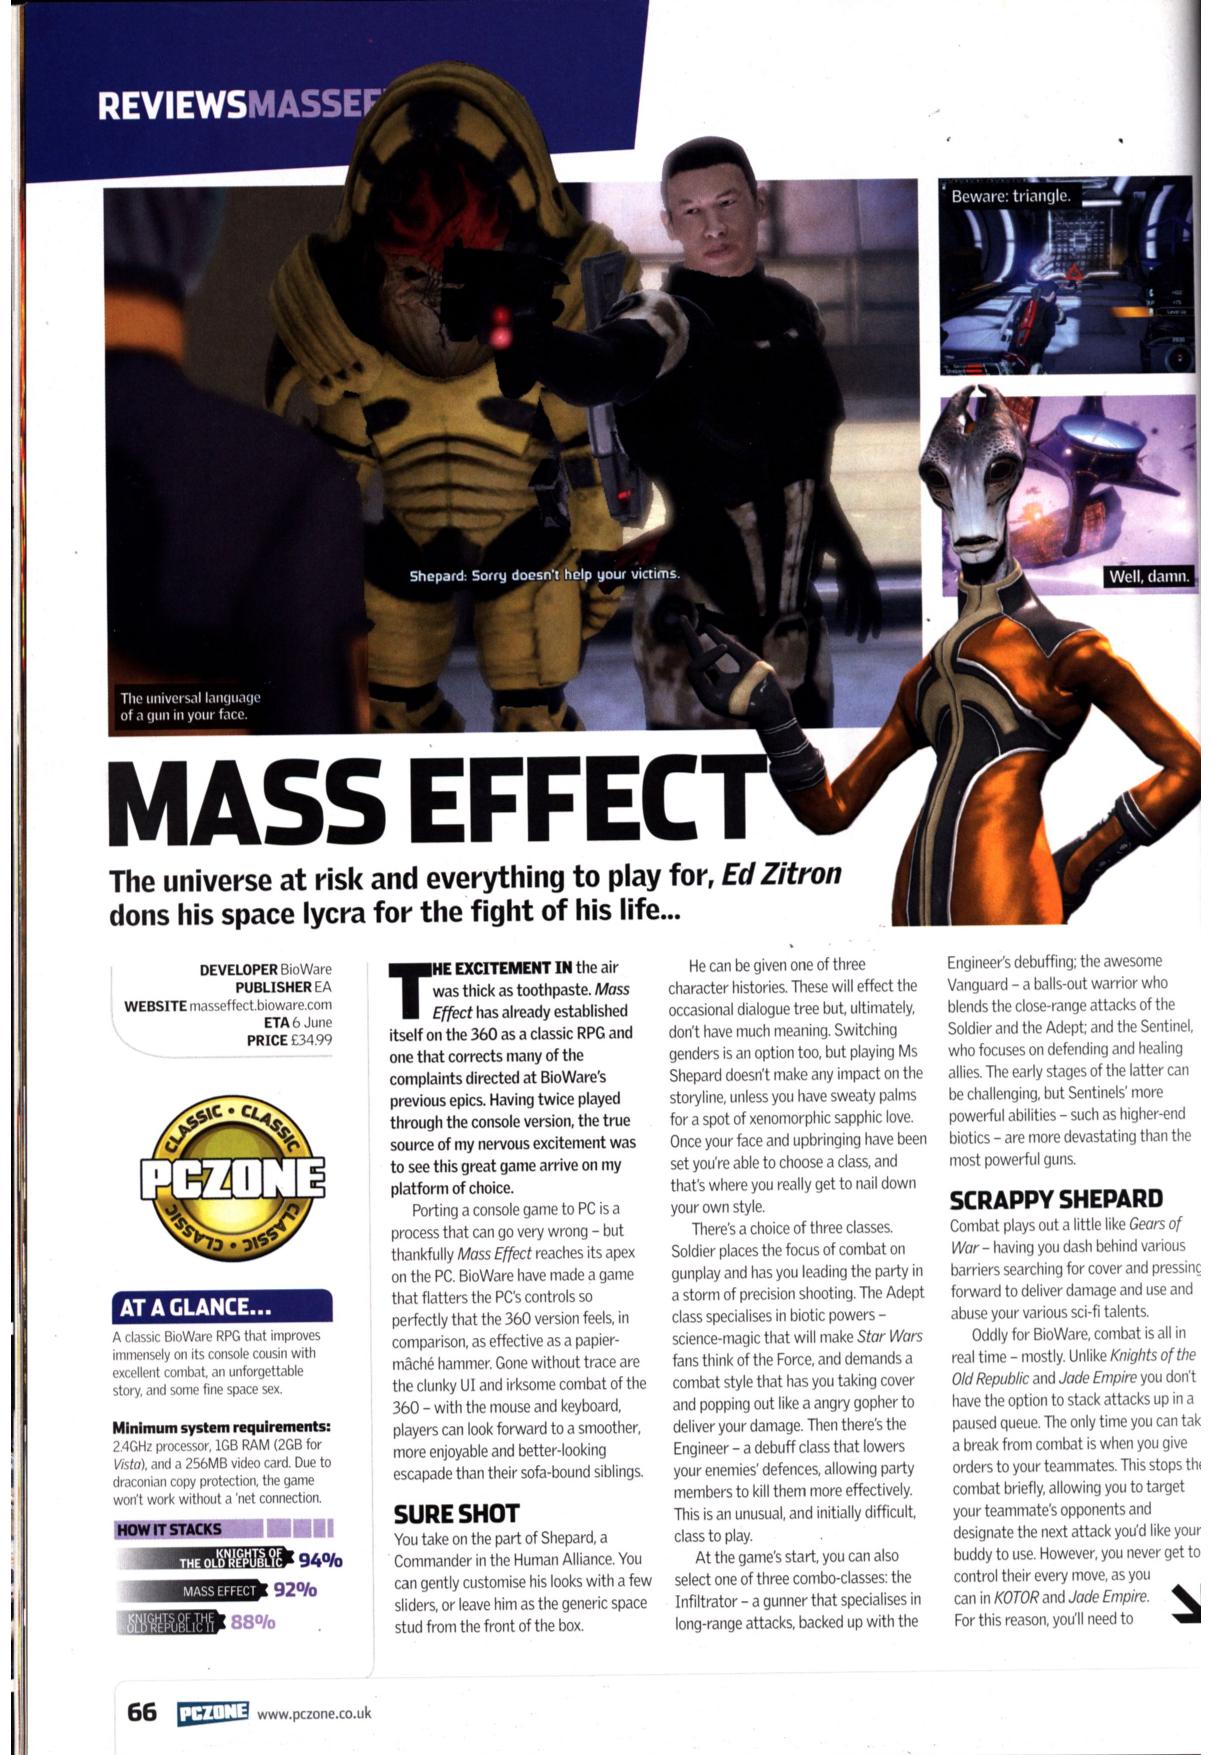 REVIEWSMASSEF
Beware: triangle.
Shepard: Sorry doesn't help your victims.
Well, damn.
The universal language
of a gun in your face.
MASS EFFECT
The universe at risk and everything to play for, Ed Zitron
dons his space lycra for the fight of his life...
DEVELOPER BioWare
PUBLISHER EA
WEBSITE masseffect.bioware.com
ETA 6 June
PRICE £34.99
CLASSIC • CLASSIC
PCZONE
CLASSIC • CLASSIC
AT A GLANCE...
A classic BioWare RPG that improves
immensely on its console cousin with
excellent combat, an unforgettable
story, and some fine space sex.
Minimum system requirements:
2.4GHz processor, 1GB RAM (2GB for
Vista), and a 256MB video card. Due to
draconian copy protection, the game
won't work without a 'net connection.
HOW IT STACKS
KNIGHTS OF
THE OLD REPUBLIC 94%
MASS EFFECT 92%
KNIGHTS OF THE
OLD REPUBLIC II 88%
THE EXCITEMENT IN the air
was thick as toothpaste. Mass
Effect has already established
itself on the 360 as a classic RPG and
one that corrects many of the
complaints directed at BioWare's
previous epics. Having twice played
through the console version, the true
source of my nervous excitement was
to see this great game arrive on my
platform of choice.
Porting a console game to PC is a
process that can go very wrong – but
thankfully Mass Effect reaches its apex
on the PC. BioWare have made a game
that flatters the PC's controls so
perfectly that the 360 version feels, in
comparison, as effective as a papier-
mâché hammer. Gone without trace are
the clunky UI and irksome combat of the
360 – with the mouse and keyboard,
players can look forward to a smoother,
more enjoyable and better-looking
escapade than their sofa-bound siblings.
SURE SHOT
You take on the part of Shepard, a
Commander in the Human Alliance. You
can gently customise his looks with a few
sliders, or leave him as the generic space
stud from the front of the box.
He can be given one of three
character histories. These will effect the
occasional dialogue tree but, ultimately,
don't have much meaning. Switching
genders is an option too, but playing Ms
Shepard doesn't make any impact on the
storyline, unless you have sweaty palms
for a spot of xenomorphic sapphic love.
Once your face and upbringing have been
set you're able to choose a class, and
that's where you really get to nail down
your own style.
There's a choice of three classes.
Soldier places the focus of combat on
gunplay and has you leading the party in
a storm of precision shooting. The Adept
class specialises in biotic powers –
science-magic that will make Star Wars
fans think of the Force, and demands a
combat style that has you taking cover
and popping out like a angry gopher to
deliver your damage. Then there's the
Engineer – a debuff class that lowers
your enemies' defences, allowing party
members to kill them more effectively.
This is an unusual, and initially difficult,
class to play.
At the game's start, you can also
select one of three combo-classes: the
Infiltrator – a gunner that specialises in
long-range attacks, backed up with the
Engineer's debuffing; the awesome
Vanguard – a balls-out warrior who
blends the close-range attacks of the
Soldier and the Adept; and the Sentinel,
who focuses on defending and healing
allies. The early stages of the latter can
be challenging, but Sentinels' more
powerful abilities – such as higher-end
biotics – are more devastating than the
most powerful guns.
SCRAPPY SHEPARD
Combat plays out a little like Gears of
War – having you dash behind various
barriers searching for cover and pressing
forward to deliver damage and use and
abuse your various sci-fi talents.
Oddly for BioWare, combat is all in
real time – mostly. Unlike Knights of the
Old Republic and Jade Empire you don't
have the option to stack attacks up in a
paused queue. The only time you can tak
a break from combat is when you give
orders to your teammates. This stops the
combat briefly, allowing you to target
your teammate's opponents and
designate the next attack you'd like your
buddy to use. However, you never get to
control their every move, as you
can in KOTOR and Jade Empire.
For this reason, you'll need to
66 PCZONE www.pczone.co.uk